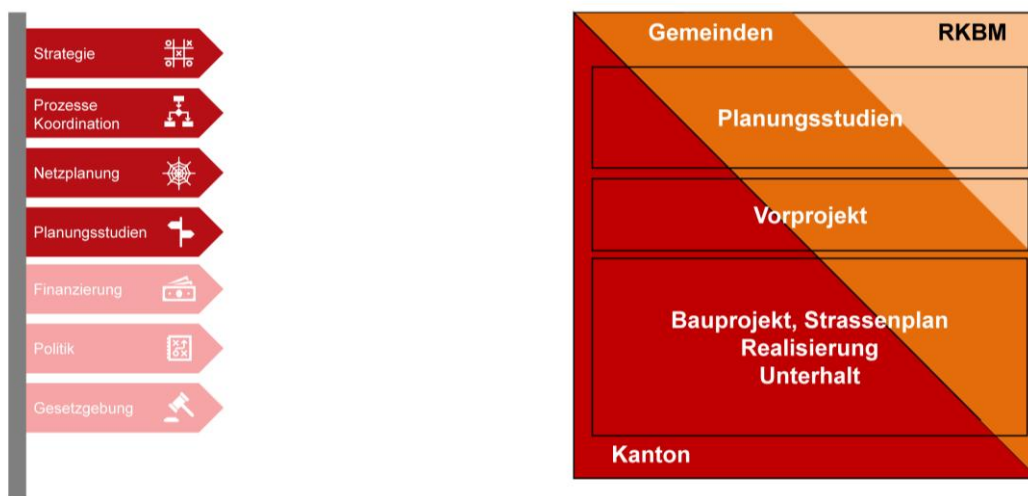 Strategie
Prozesse
Koordination
Netzplanung
Planungsstudien
Finanzierung
Politik
Gesetzgebung
Gemeinden
RKBM
Planungsstudien
Vorprojekt
Bauprojekt, Strassenplan
Realisierung
Unterhalt
Kanton